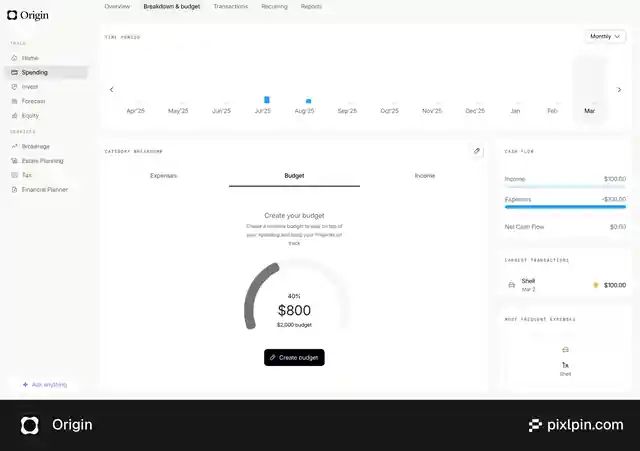 Origin
Overview
Breakdown & budget
Transactions
Recurring
Reports
TOOLS
Home
Spending
Invest
Forecast
Equity
SERVICES
Brokerage
Estate Planning
Tax
Financial Planner
Ask anything
TIME PERIOD
Monthly
Apr'25
May'25
Jun'25
Jul'25
Aug'25
Sep'25
Oct'25
Nov'25
Dec'25
Jan
Feb
Mar
CATEGORY BREAKDOWN
Expenses
Budget
Income
Create your budget
Create a monthly budget to stay on top of
your spending and keep your finances on
track
40%
$800
$2,000 budget
Create budget
CASH FLOW
Income $100.00
Expenses -$100.00
Net Cash Flow $0.00
LARGEST TRANSACTIONS
Shell
Mar 2
$100.00
MOST FREQUENT EXPENSES
1x
Shell
Origin
pixlpin.com